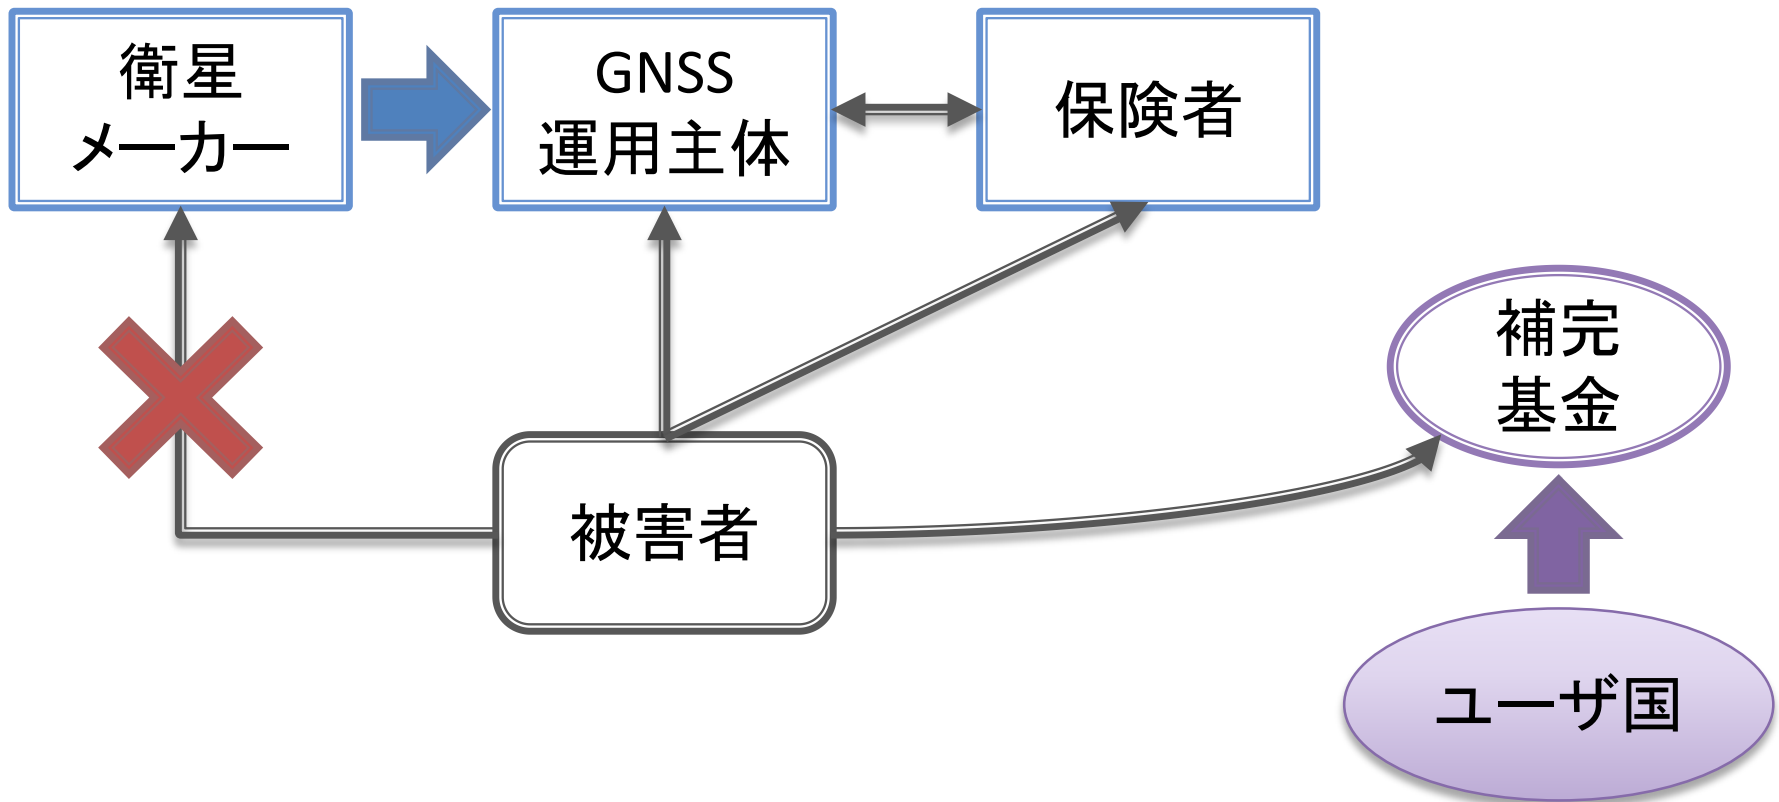 衛星
メーカー
GNSS
運用主体
保険者
補完
基金
被害者
ユーザ国